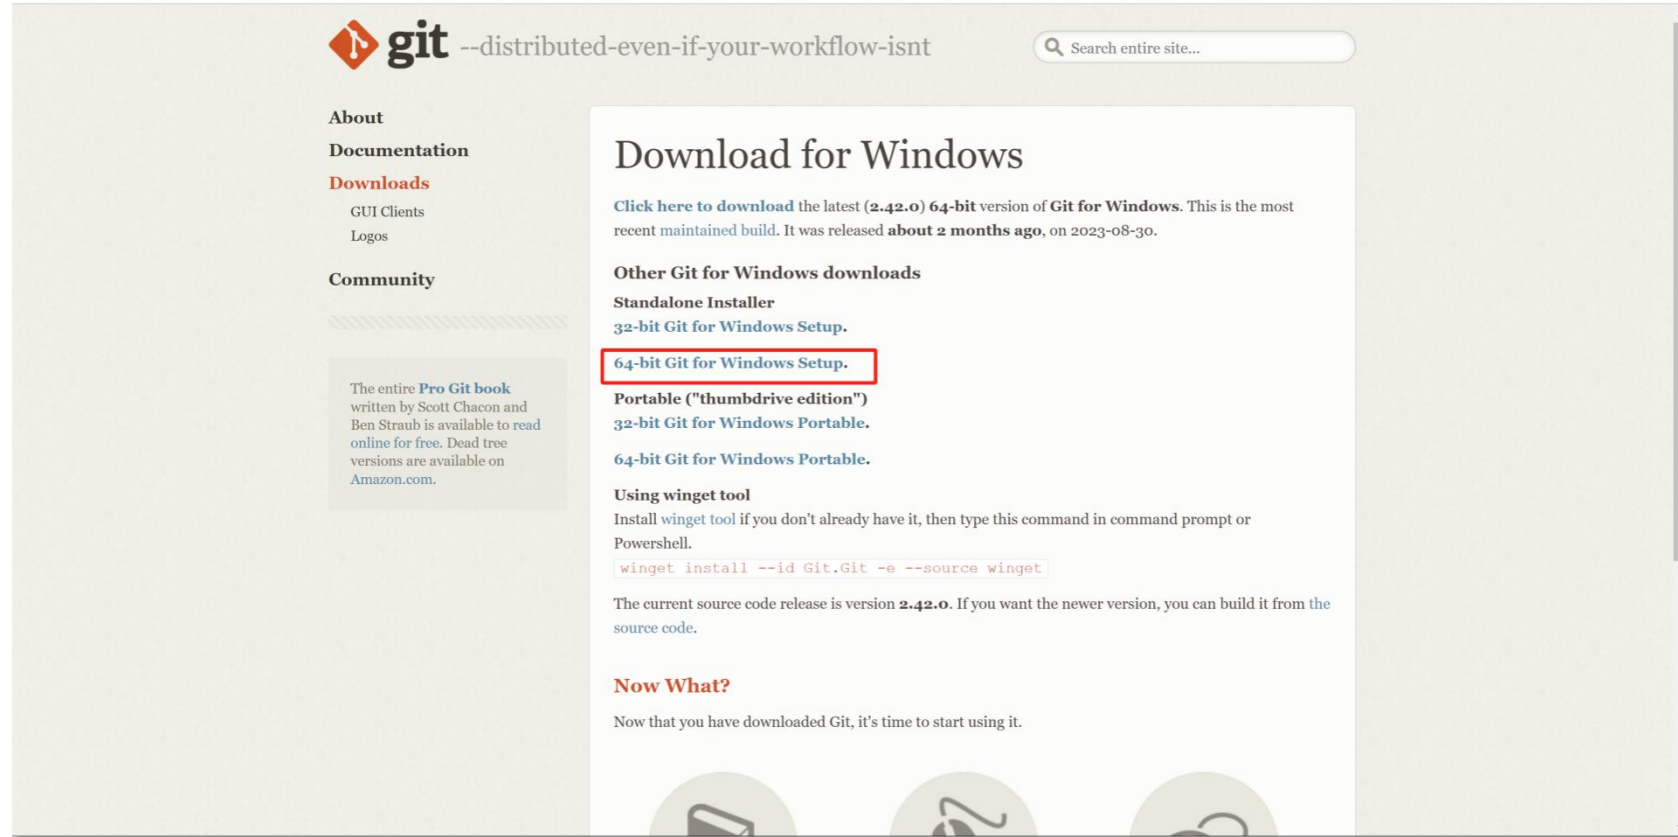 git --distributed-even-if-your-workflow-isnt
Search entire site...
About
Documentation
Downloads
GUI Clients
Logos
Community
The entire Pro Git book
written by Scott Chacon and
Ben Straub is available to read
online for free. Dead tree
versions are available on
Amazon.com.
Download for Windows
Click here to download the latest (2.42.0) 64-bit version of Git for Windows. This is the most
recent maintained build. It was released about 2 months ago, on 2023-08-30.
Other Git for Windows downloads
Standalone Installer
32-bit Git for Windows Setup.
64-bit Git for Windows Setup.
Portable ("thumbdrive edition")
32-bit Git for Windows Portable.
64-bit Git for Windows Portable.
Using winget tool
Install winget tool if you don't already have it, then type this command in command prompt or
Powershell.
winget install --id Git.Git -e --source winget
The current source code release is version 2.42.0. If you want the newer version, you can build it from the
source code.
Now What?
Now that you have downloaded Git, it's time to start using it.